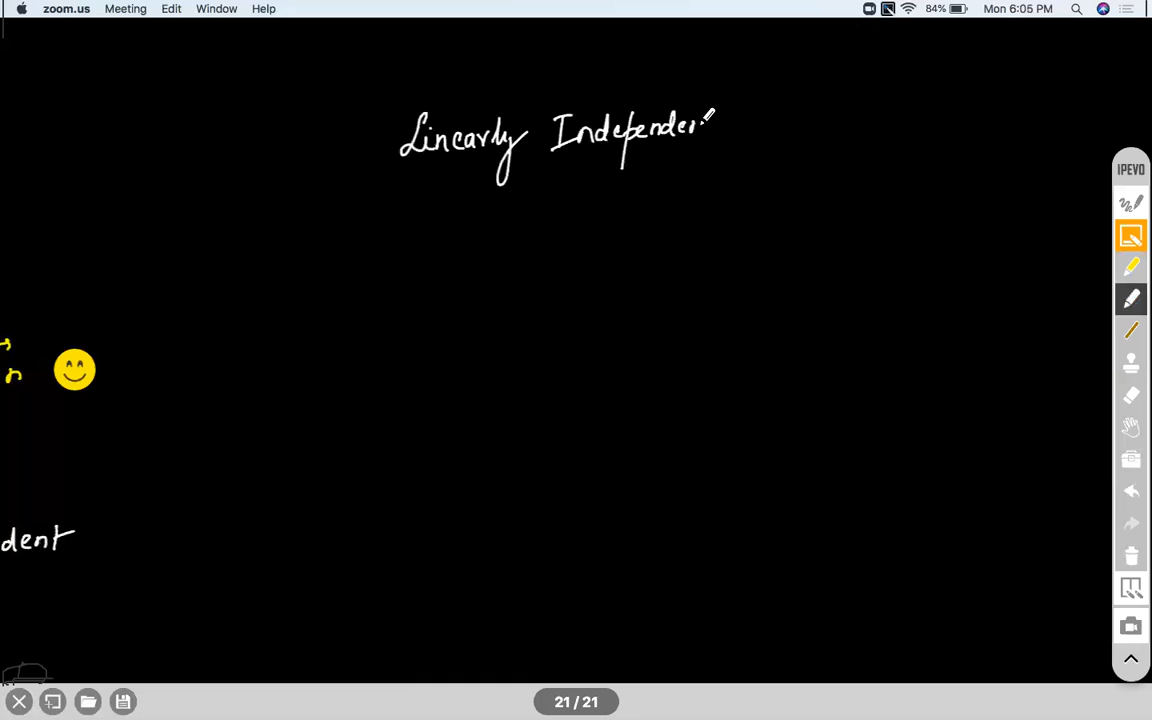 zoom.us Meeting Edit Window Help 84% Mon 6:05 PM
Linearly Independen
IPEVO
n
dent
21 / 21